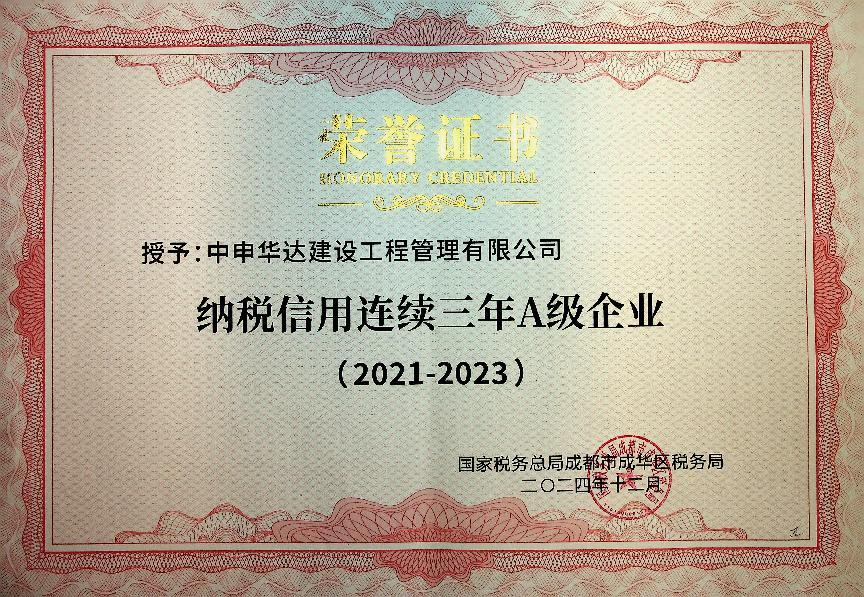 荣誉证书
HONORARY CREDENTIAL
授予：中申华达建设工程管理有限公司
纳税信用连续三年A级企业
（2021-2023）
国家税务总局成都市成华区税务局
二〇二四年十二月